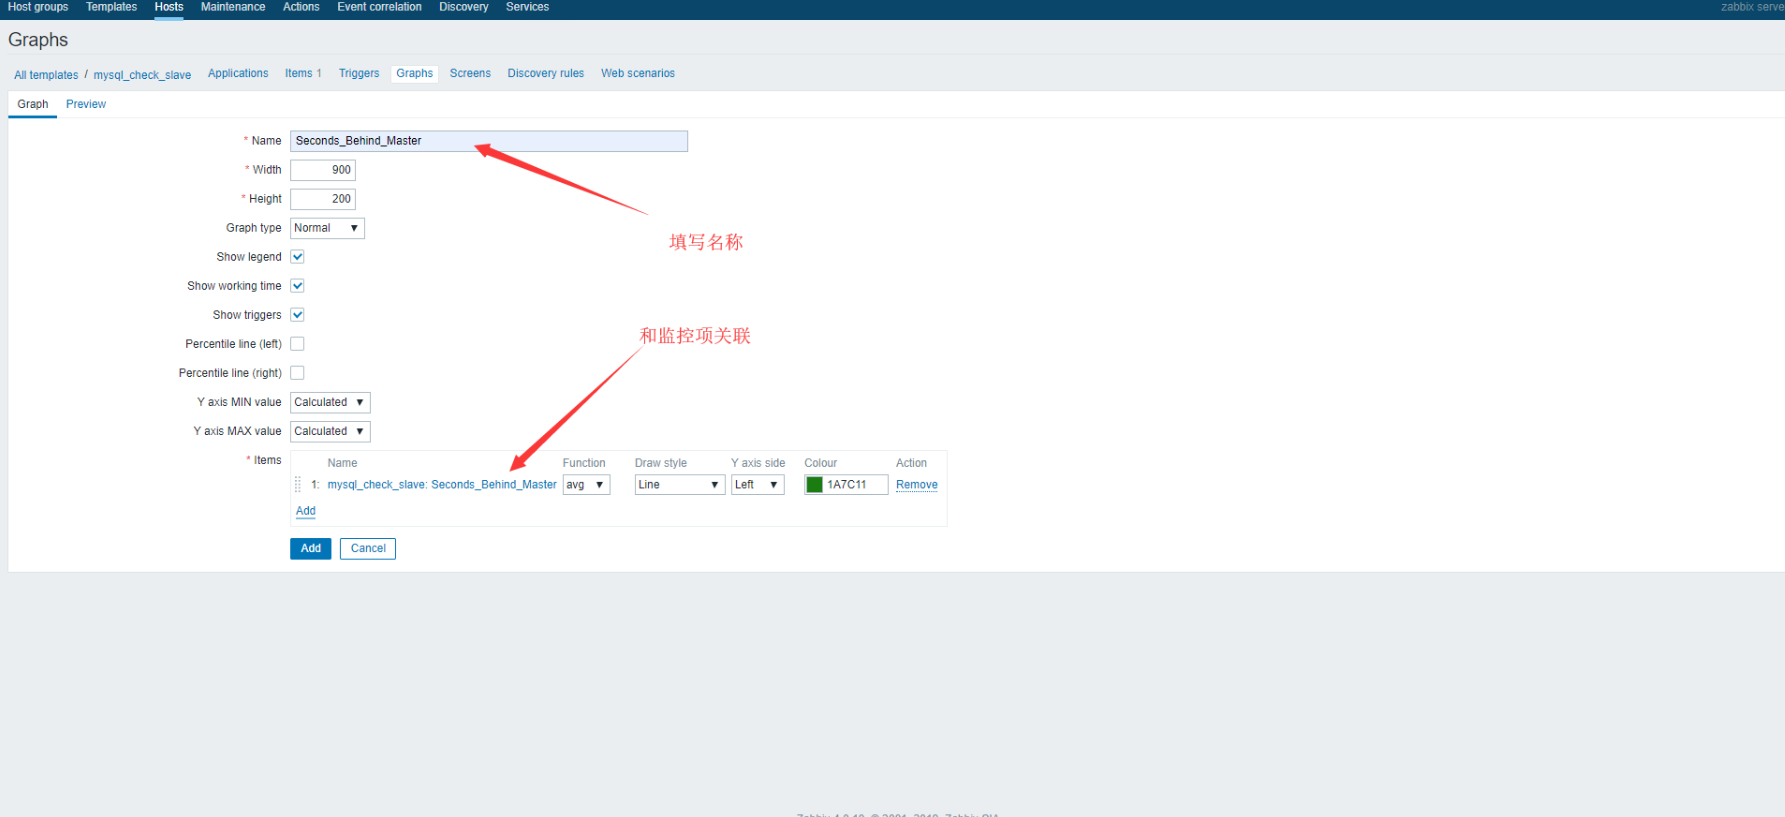 Host groups Templates Hosts Maintenance Actions Event correlation Discovery Services zabbix serve
Graphs
All templates / mysql_check_slave Applications Items 1 Triggers Graphs Screens Discovery rules Web scenarios
Graph Preview
* Name Seconds_Behind_Master
* Width 900
* Height 200
填写名称
Graph type Normal
Show legend
Show working time
Show triggers
和监控项关联
Percentile line (left)
Percentile line (right)
Y axis MIN value Calculated
Y axis MAX value Calculated
* Items
Name Function Draw style Y axis side Colour Action
1: mysql_check_slave: Seconds_Behind_Master avg Line Left 1A7C11 Remove
Add
Add Cancel